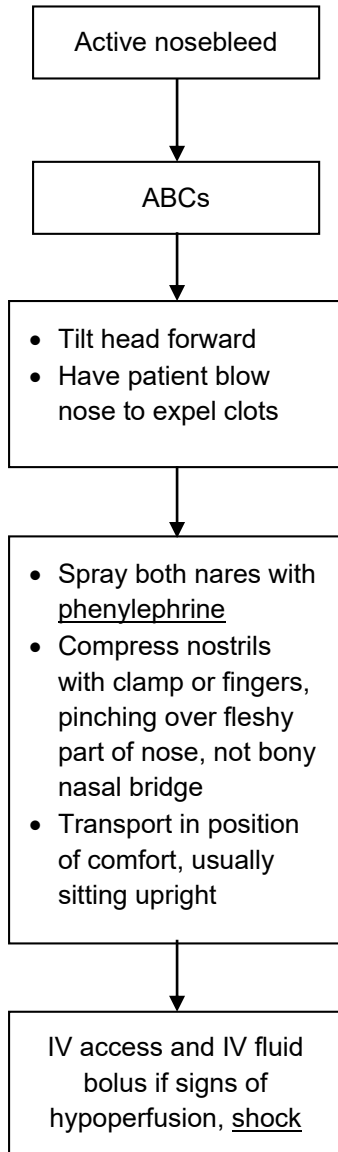 Active nosebleed
ABCs
• Tilt head forward
• Have patient blow
nose to expel clots
• Spray both nares with
phenylephrine
• Compress nostrils
with clamp or fingers,
pinching over fleshy
part of nose, not bony
nasal bridge
• Transport in position
of comfort, usually
sitting upright
IV access and IV fluid
bolus if signs of
hypoperfusion, shock